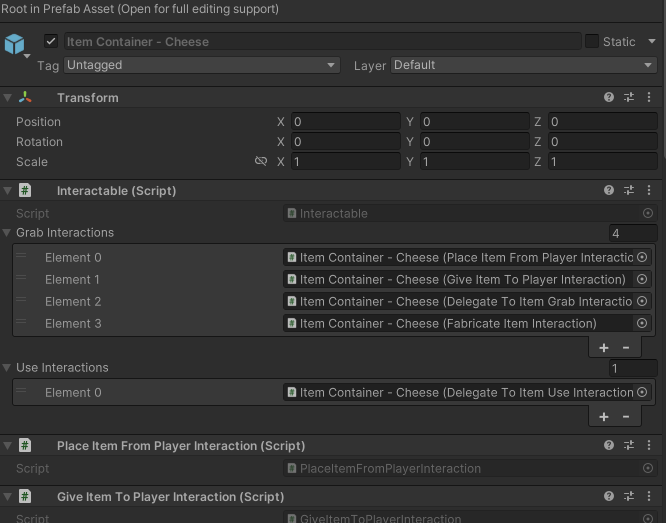 Root in Prefab Asset (Open for full editing support)
Item Container - Cheese Static
Tag Untagged Layer Default
Transform
Position X 0 Y 0 Z 0
Rotation X 0 Y 0 Z 0
Scale X 1 Y 1 Z 1
# Interactable (Script)
Script # Interactable
Grab Interactions 4
Element 0 # Item Container - Cheese (Place Item From Player Interactio
Element 1 # Item Container - Cheese (Give Item To Player Interaction)
Element 2 # Item Container - Cheese (Delegate To Item Grab Interactio
Element 3 # Item Container - Cheese (Fabricate Item Interaction)
+ -
Use Interactions 1
Element 0 # Item Container - Cheese (Delegate To Item Use Interaction
+ -
# Place Item From Player Interaction (Script)
Script # PlaceItemFromPlayerInteraction
# Give Item To Player Interaction (Script)
Script # GiveItemToPlayerInteraction